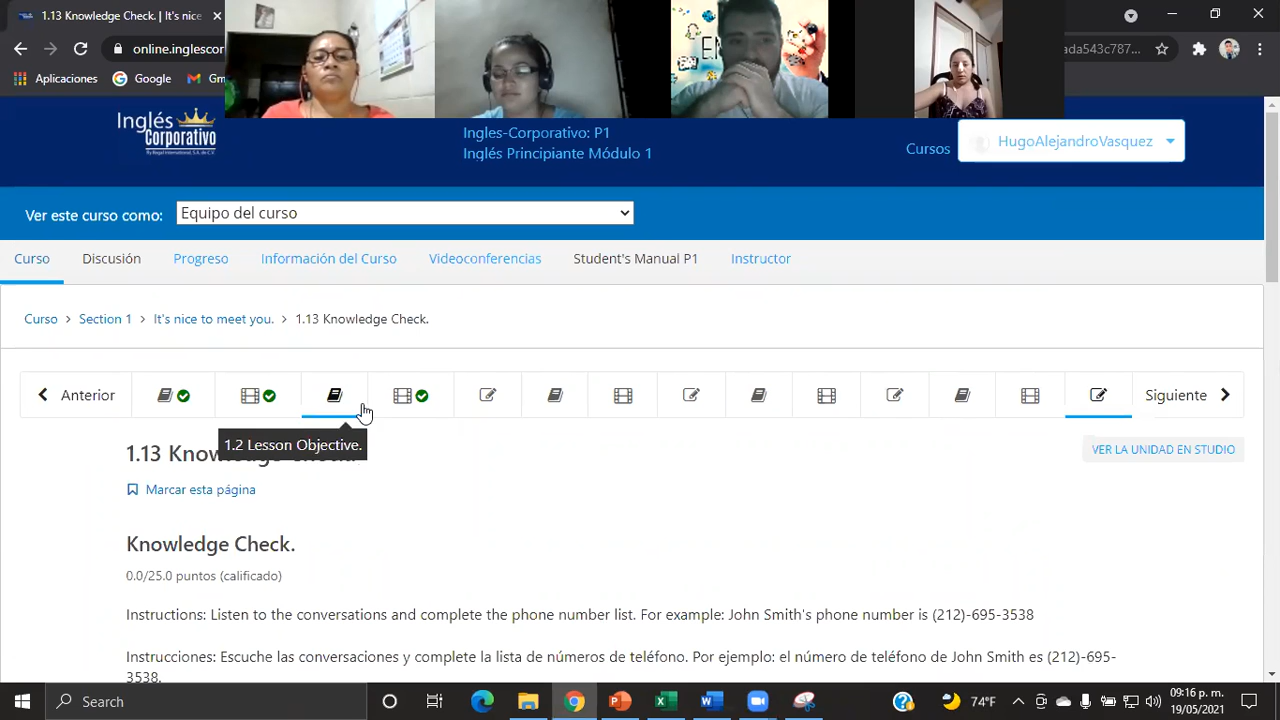 1.13 Knowledge Check. | It's nice
online.inglescor
ada543c787...
Aplicaciones
Google
Gm
EN
Inglés
Corporativo
By Regal International, S.A. de C.V.
Ingles-Corporativo: P1
Inglés Principiante Módulo 1
Cursos
HugoAlejandroVasquez
Ver este curso como:
Equipo del curso
Curso
Discusión
Progreso
Información del Curso
Videoconferencias
Student's Manual P1
Instructor
Curso > Section 1 > It's nice to meet you. > 1.13 Knowledge Check.
Anterior
Siguiente
1.2 Lesson Objective.
1.13 Knowledge Check.
VER LA UNIDAD EN STUDIO
Marcar esta página
Knowledge Check.
0.0/25.0 puntos (calificado)
Instructions: Listen to the conversations and complete the phone number list. For example: John Smith's phone number is (212)-695-3538
Instrucciones: Escuche las conversaciones y complete la lista de números de teléfono. Por ejemplo: el número de teléfono de John Smith es (212)-695-
3538.
Search
74°F
09:16 p. m.
19/05/2021